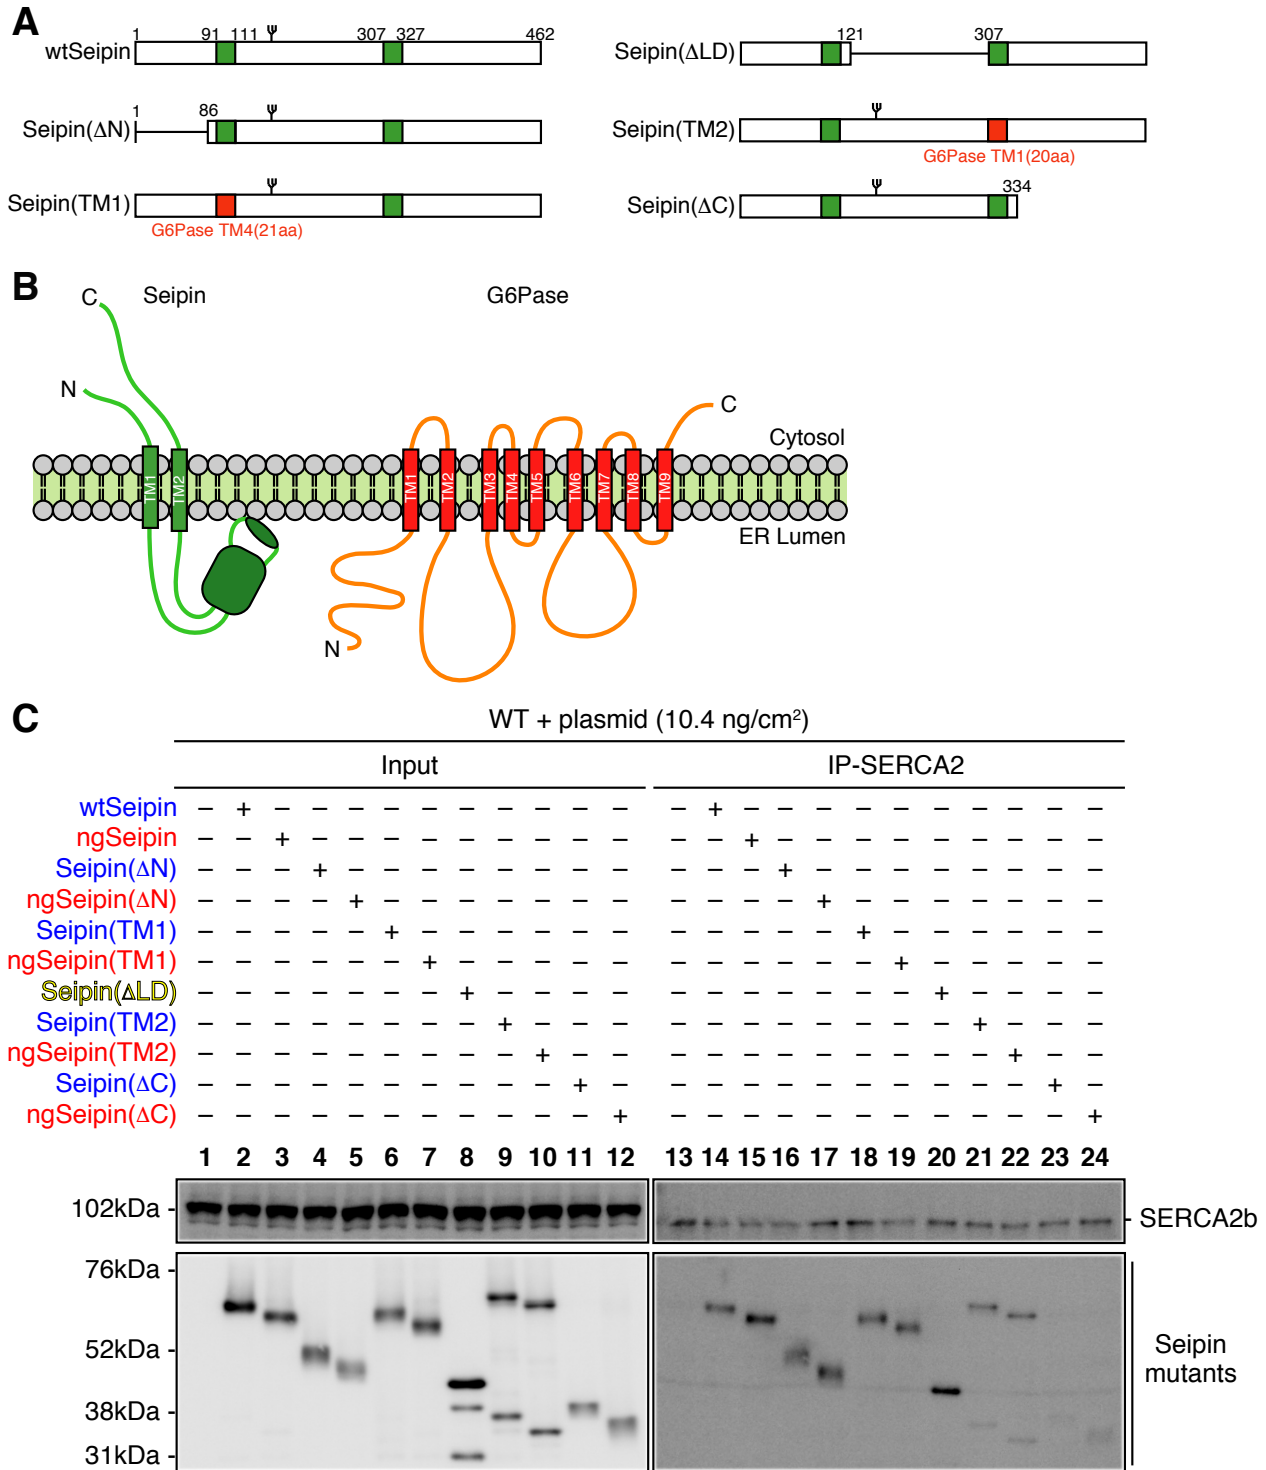 A
1 91 111 Ψ 307 327 462
wtSeipin
1 86 Ψ
Seipin(ΔN)
Ψ
Seipin(TM1)
G6Pase TM4(21aa)
121 307
Seipin(ΔLD)
Ψ
Seipin(TM2)
G6Pase TM1(20aa)
Ψ 334
Seipin(ΔC)
B
C Seipin G6Pase
N C
Cytosol
TM1 TM2 TM1 TM2 TM3 TM4 TM5 TM6 TM7 TM8 TM9
ER Lumen
N
C
WT + plasmid (10.4 ng/cm²)
Input IP-SERCA2
wtSeipin – + – – – – – – – – – – – + – – – – – – – – – –
ngSeipin – – + – – – – – – – – – – – + – – – – – – – – –
Seipin(ΔN) – – – + – – – – – – – – – – – + – – – – – – – –
ngSeipin(ΔN) – – – – + – – – – – – – – – – – + – – – – – – –
Seipin(TM1) – – – – – + – – – – – – – – – – – + – – – – – –
ngSeipin(TM1) – – – – – – + – – – – – – – – – – – + – – – – –
Seipin(ΔLD) – – – – – – – + – – – – – – – – – – – + – – – –
Seipin(TM2) – – – – – – – – + – – – – – – – – – – – + – – –
ngSeipin(TM2) – – – – – – – – – + – – – – – – – – – – – + – –
Seipin(ΔC) – – – – – – – – – – + – – – – – – – – – – – + –
ngSeipin(ΔC) – – – – – – – – – – – + – – – – – – – – – – – +
1 2 3 4 5 6 7 8 9 10 11 12 13 14 15 16 17 18 19 20 21 22 23 24
102kDa - - SERCA2b
76kDa -
52kDa -
Seipin
mutants
38kDa -
31kDa -